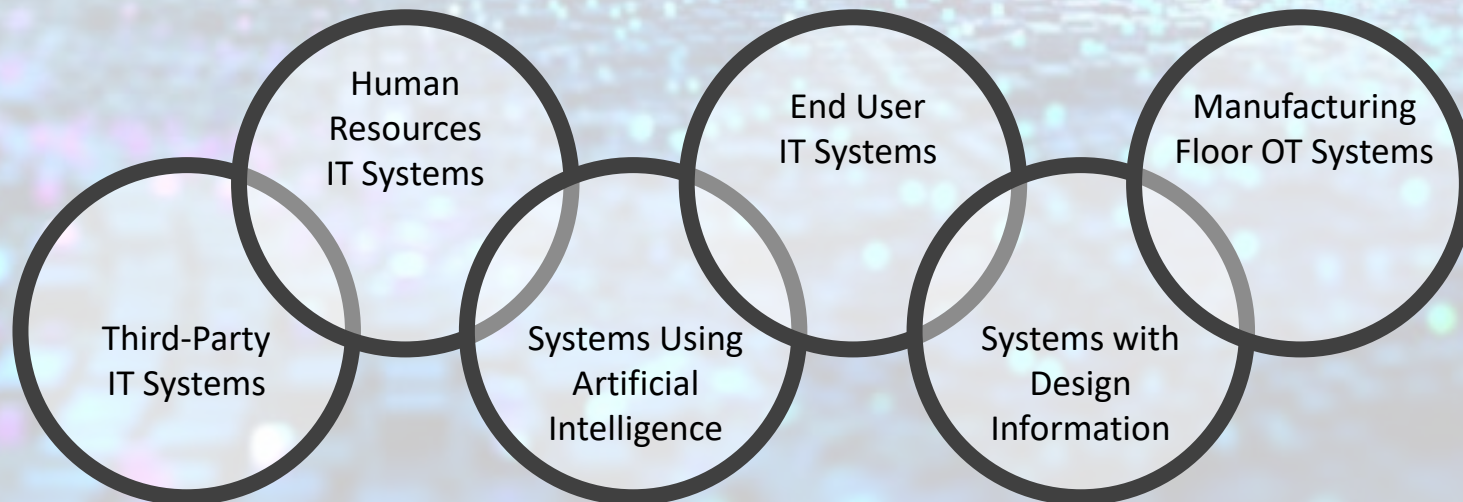 Human
Resources
IT Systems
End User
IT Systems
Manufacturing
Floor OT Systems
Third-Party
IT Systems
Systems Using
Artificial
Intelligence
Systems with
Design
Information